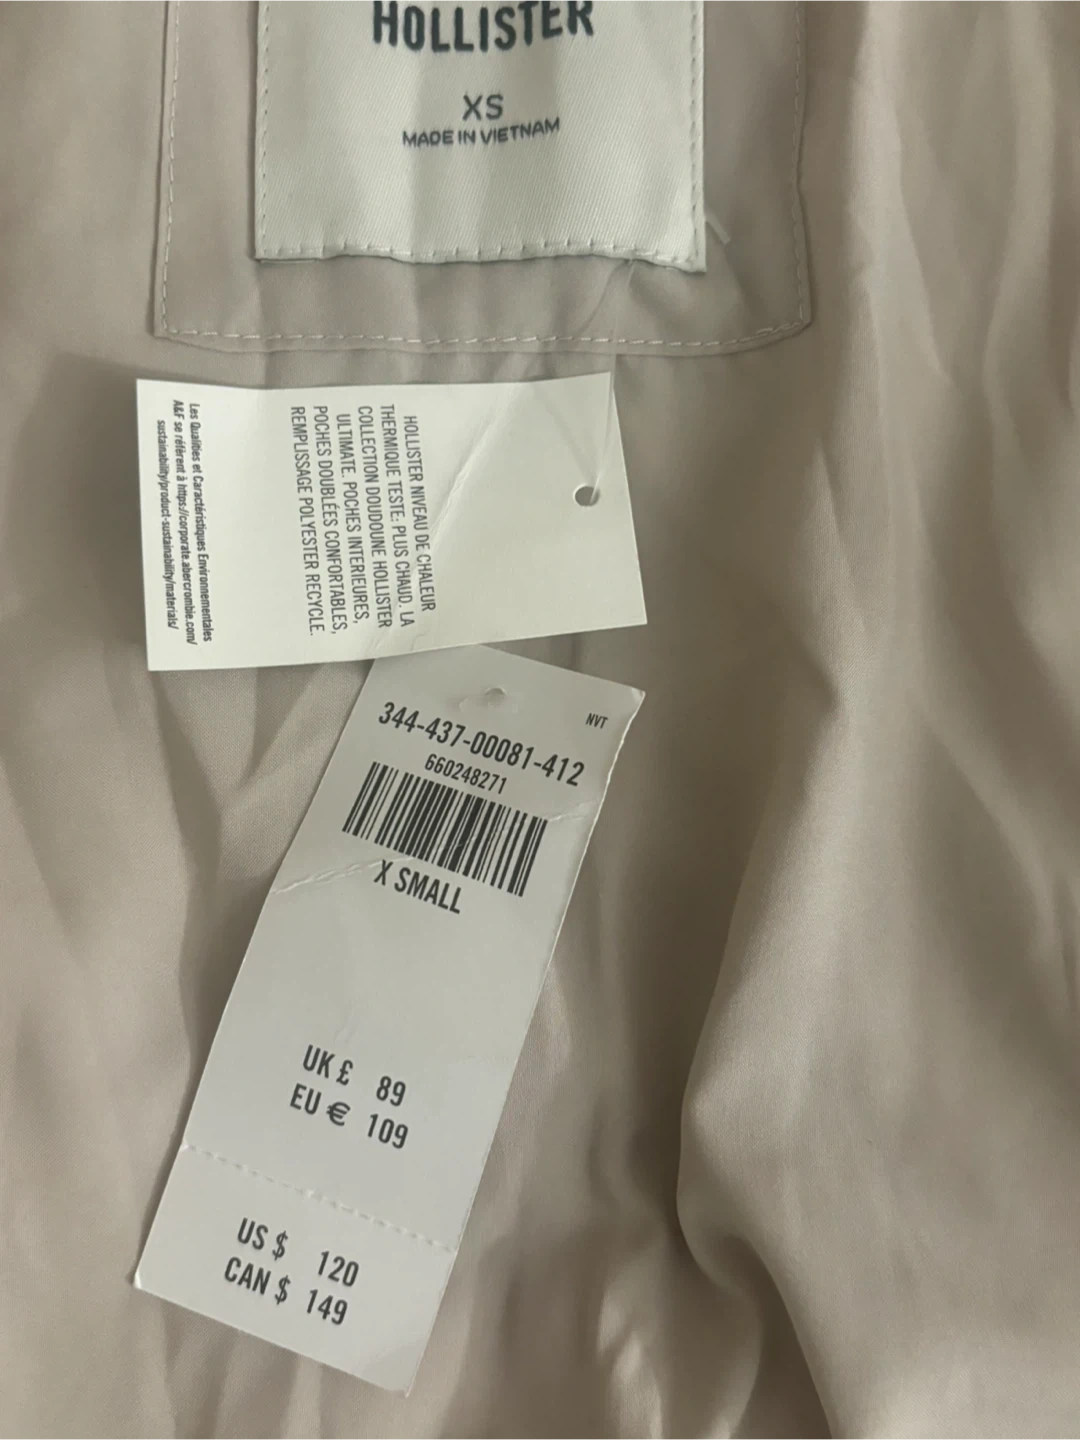 HOLLISTER
XS
MADE IN VIETNAM
HOLLISTER NIVEAU DE CHALEUR
THERMIQUE TESTE: PLUS CHAUD. LA
COLLECTION DOUDOUNE HOLLISTER
ULTIMATE. POCHES INTERIEURES,
POCHES DOUBLÉES CONFORTABLES,
REMPLISSAGE POLYESTER RECYCLE.
Les Qualities et Caractéristiques Environnementales
A&F se réfèrent à https://corporate.abercrombie.com/
sustainability/product-sustainability/materials/
NVT
344-437-00081-412
660248271
X SMALL
UK £ 89
EU € 109
US $ 120
CAN $ 149